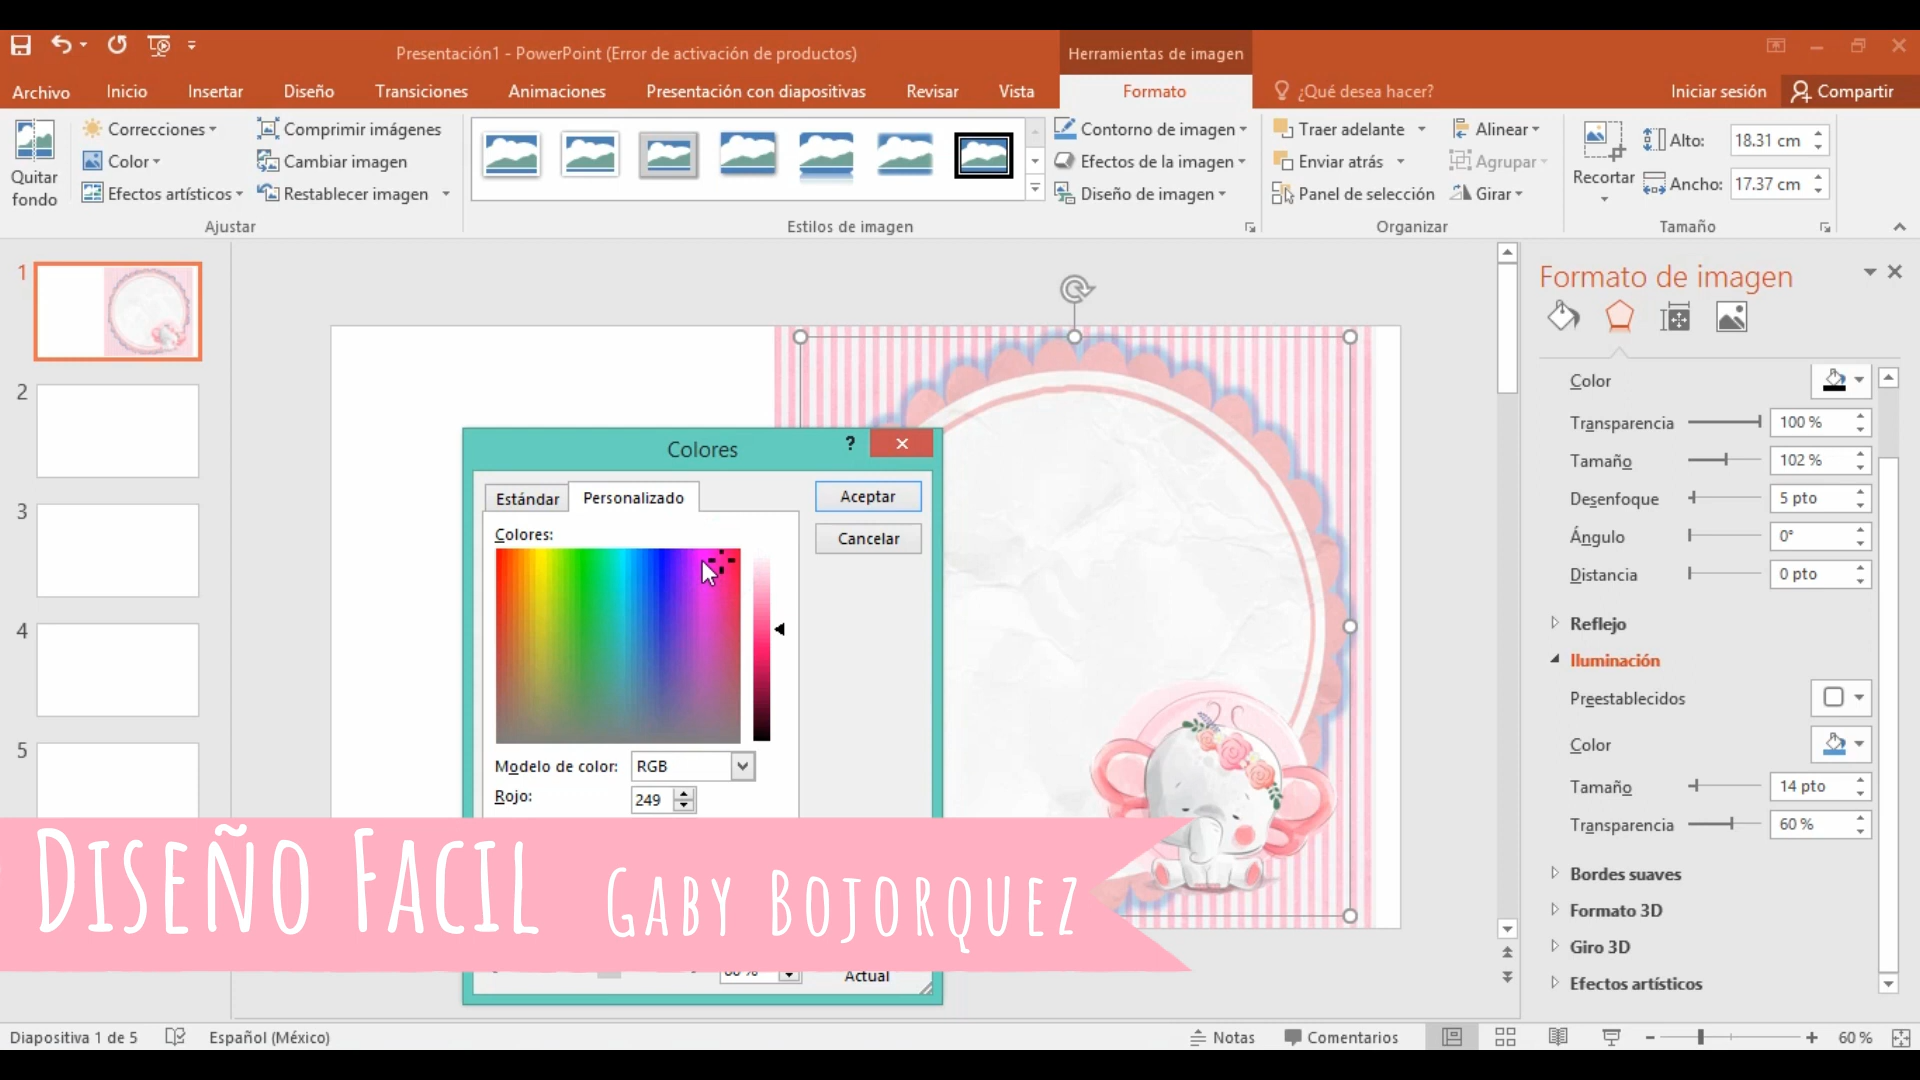 Presentación1 - PowerPoint (Error de activación de productos)
Herramientas de imagen
Archivo Inicio Insertar Diseño Transiciones Animaciones Presentación con diapositivas Revisar Vista Formato ¿Qué desea hacer? Iniciar sesión Compartir
Quitar fondo
Correcciones
Color
Efectos artísticos
Comprimir imágenes
Cambiar imagen
Restablecer imagen
Ajustar
Estilos de imagen
Contorno de imagen
Efectos de la imagen
Diseño de imagen
Traer adelante
Enviar atrás
Panel de selección
Alinear
Agrupar
Girar
Organizar
Recortar
Alto: 18.31 cm
Ancho: 17.37 cm
Tamaño
1
2
3
4
5
Colores
?
Estándar
Personalizado
Aceptar
Cancelar
Colores:
Modelo de color: RGB
Rojo: 249
Actual
DISEÑO FACIL GABY BOJORQUEZ
Formato de imagen
Color
Transparencia 100 %
Tamaño 102 %
Desenfoque 5 pto
Ángulo 0°
Distancia 0 pto
Reflejo
Iluminación
Preestablecidos
Color
Tamaño 14 pto
Transparencia 60 %
Bordes suaves
Formato 3D
Giro 3D
Efectos artísticos
Diapositiva 1 de 5 Español (México) Notas Comentarios 60 %